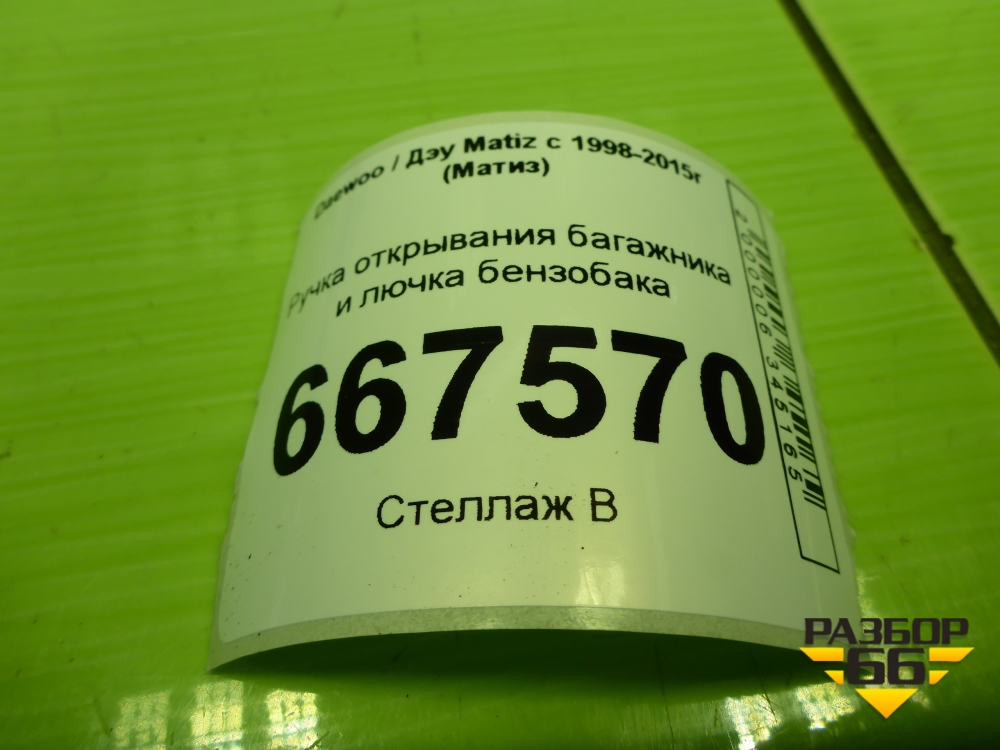 Daewoo / Дэу Matiz с 1998-2015г
(Матиз)
Ручка открывания багажника
и лючка бензобака
667570
Стеллаж В
2000006345165
РАЗБОР
66